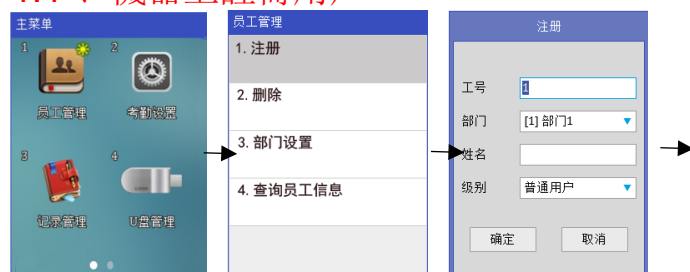 主菜单
1
2
员工管理
考勤设置
3
4
记录管理
U盘管理
员工管理
1. 注册
2. 删除
3. 部门设置
4. 查询员工信息
注册
工号
1
部门
[1] 部门1
姓名
级别
普通用户
确定
取消